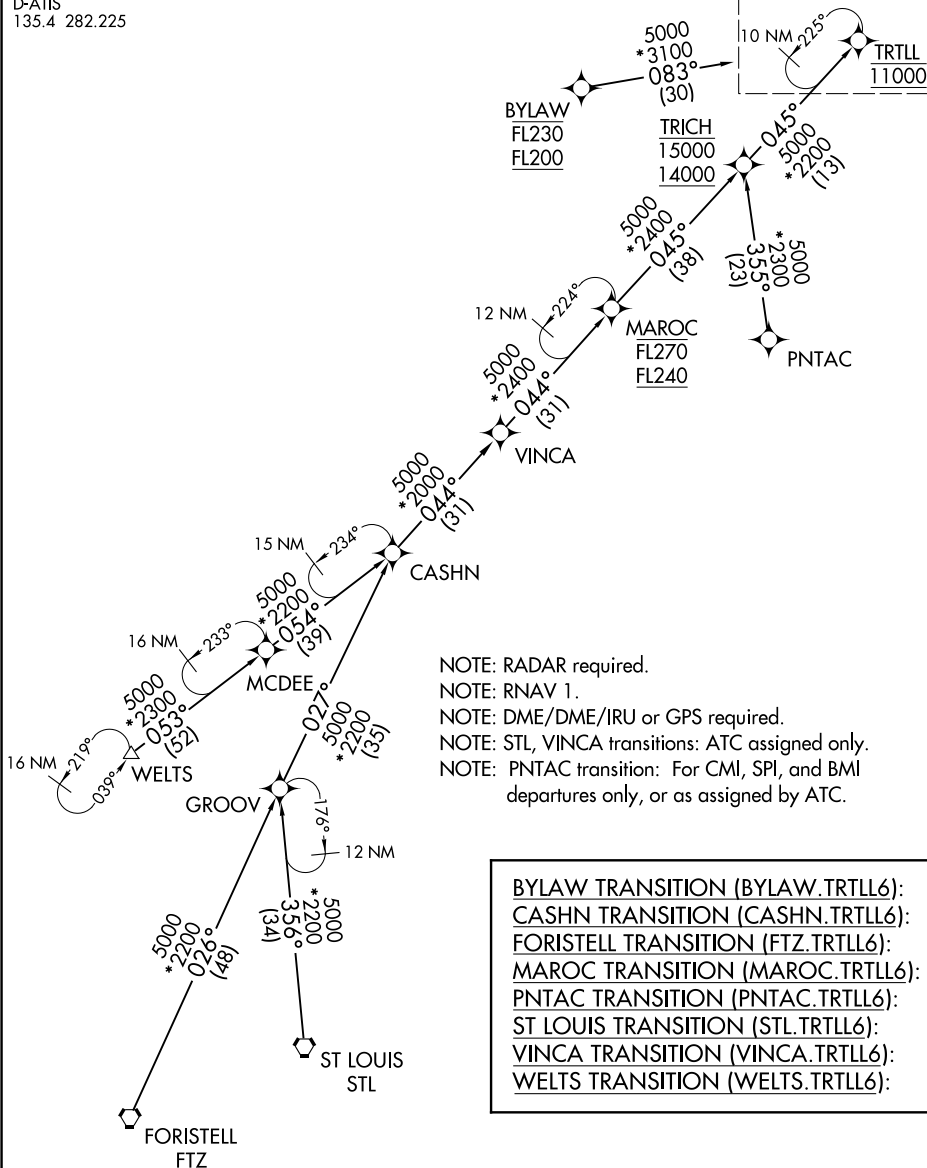 D-ATIS
135.4 282.225
5000
*3100
083°
(30)
10 NM
225°
TRTLL
11000
BYLAW
FL230
FL200
TRICH
15000
14000
045°
5000
*2200
(13)
5000
*2400
045°
(38)
5000
*2300
355°
(23)
PNTAC
12 NM
224°
MAROC
FL270
FL240
5000
*2400
044°
(31)
VINCA
5000
*2000
044°
(31)
15 NM
234°
CASHN
5000
*2200
054°
(39)
16 NM
233°
MCDEE
5000
*2300
053°
(52)
16 NM
219°
039°
WELTS
027°
5000
*2200
(35)
GROOV
176°
12 NM
5000
*2200
356°
(34)
5000
*2200
026°
(48)
ST LOUIS
STL
FORISTELL
FTZ
NOTE: RADAR required.
NOTE: RNAV 1.
NOTE: DME/DME/IRU or GPS required.
NOTE: STL, VINCA transitions: ATC assigned only.
NOTE: PNTAC transition: For CMI, SPI, and BMI
departures only, or as assigned by ATC.
BYLAW TRANSITION (BYLAW.TRTLL6):
CASHN TRANSITION (CASHN.TRTLL6):
FORISTELL TRANSITION (FTZ.TRTLL6):
MAROC TRANSITION (MAROC.TRTLL6):
PNTAC TRANSITION (PNTAC.TRTLL6):
ST LOUIS TRANSITION (STL.TRTLL6):
VINCA TRANSITION (VINCA.TRTLL6):
WELTS TRANSITION (WELTS.TRTLL6):